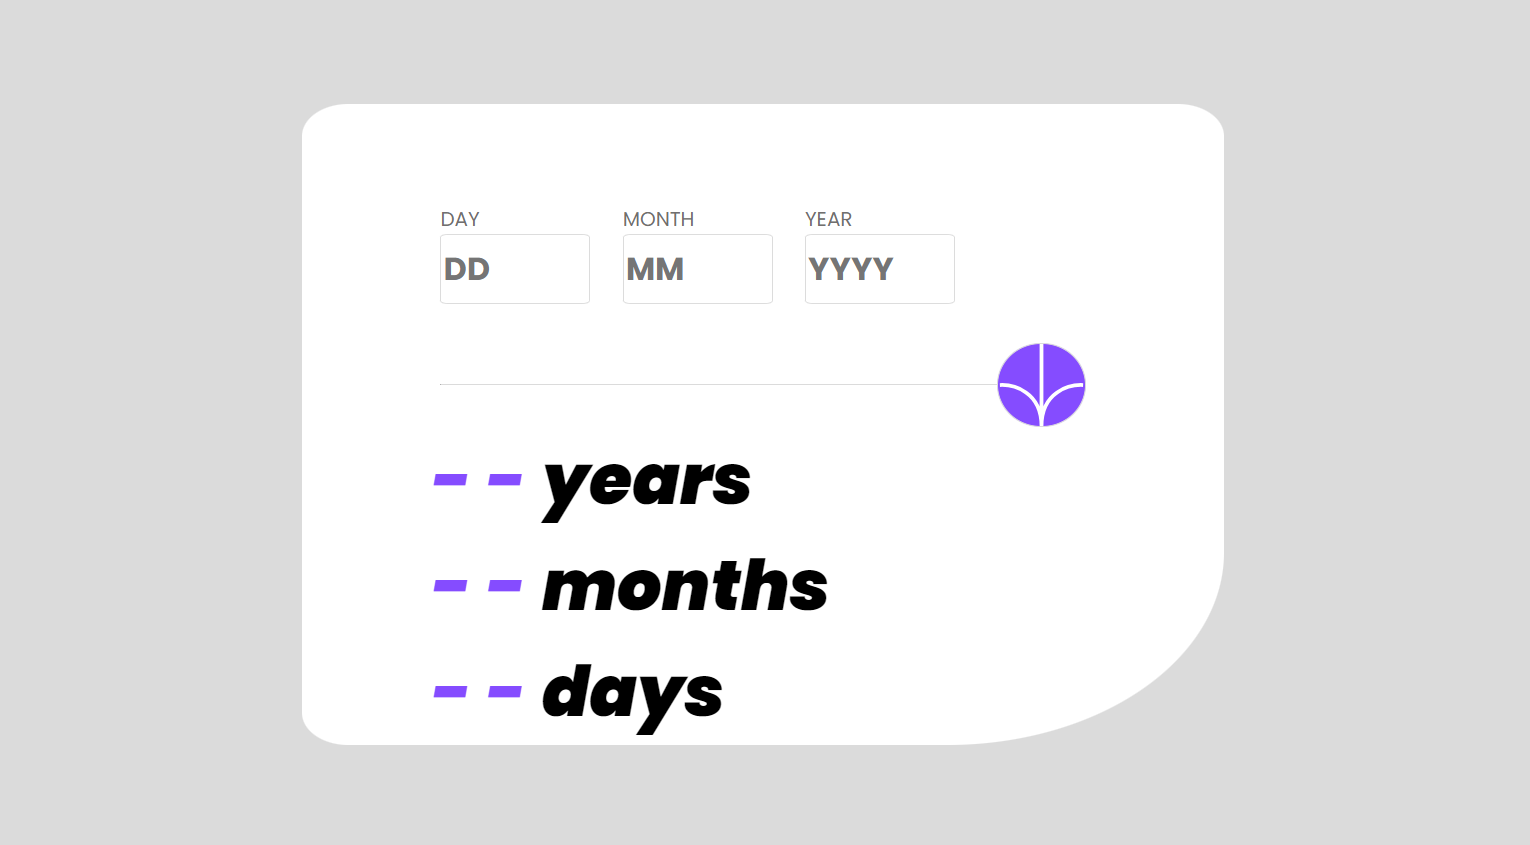 DAY MONTH YEAR
DD MM YYYY
- - years
- - months
- - days